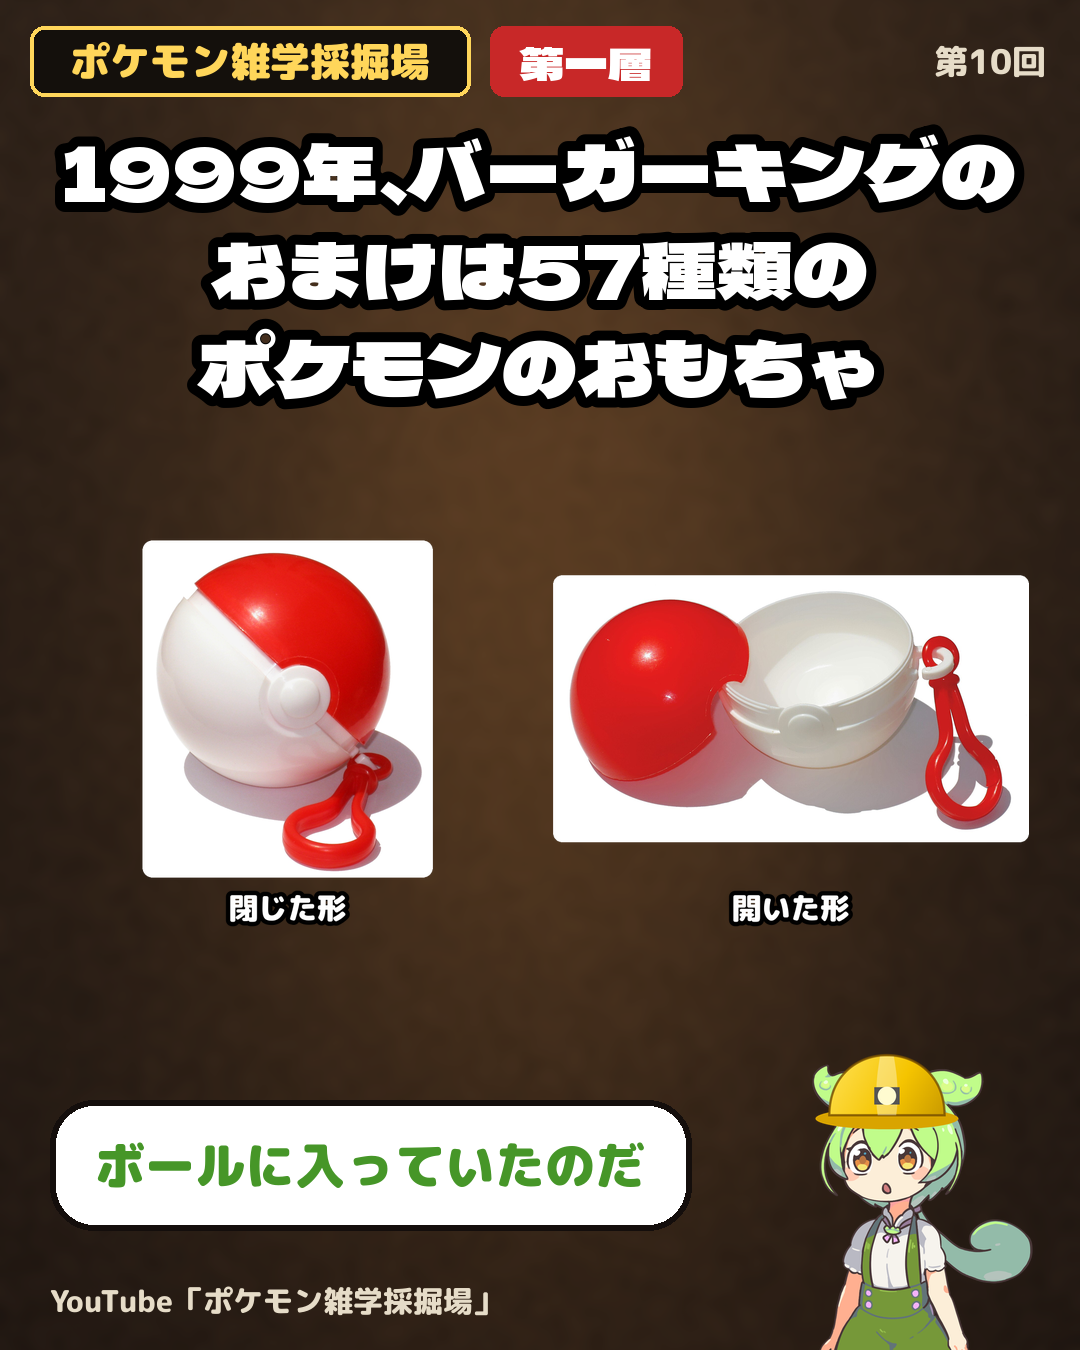 ポケモン雑学採掘場
第一層
第10回
1999年、バーガーキングの
おまけは57種類の
ポケモンのおもちゃ
閉じた形
開いた形
ボールに入っていたのだ
YouTube「ポケモン雑学採掘場」